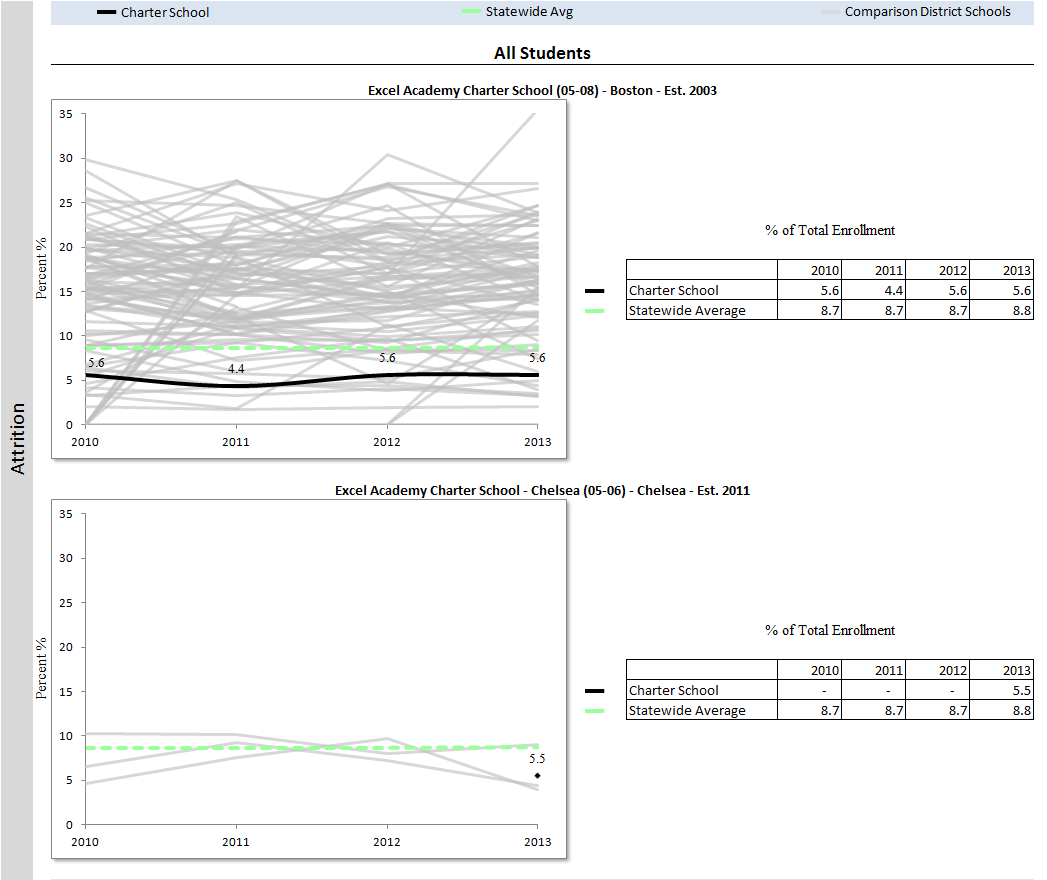 Charter School Statewide Avg Comparison District Schools
All Students
Attrition
Excel Academy Charter School (05-08) - Boston - Est. 2003
Percent %
35
30
25
20
15
10
5
0
5.6 4.4 5.6 5.6
2010 2011 2012 2013
% of Total Enrollment
2010 2011 2012 2013
Charter School 5.6 4.4 5.6 5.6
Statewide Average 8.7 8.7 8.7 8.8
Excel Academy Charter School - Chelsea (05-06) - Chelsea - Est. 2011
Percent %
35
30
25
20
15
10
5
0
5.5
2010 2011 2012 2013
% of Total Enrollment
2010 2011 2012 2013
Charter School - - - 5.5
Statewide Average 8.7 8.7 8.7 8.8